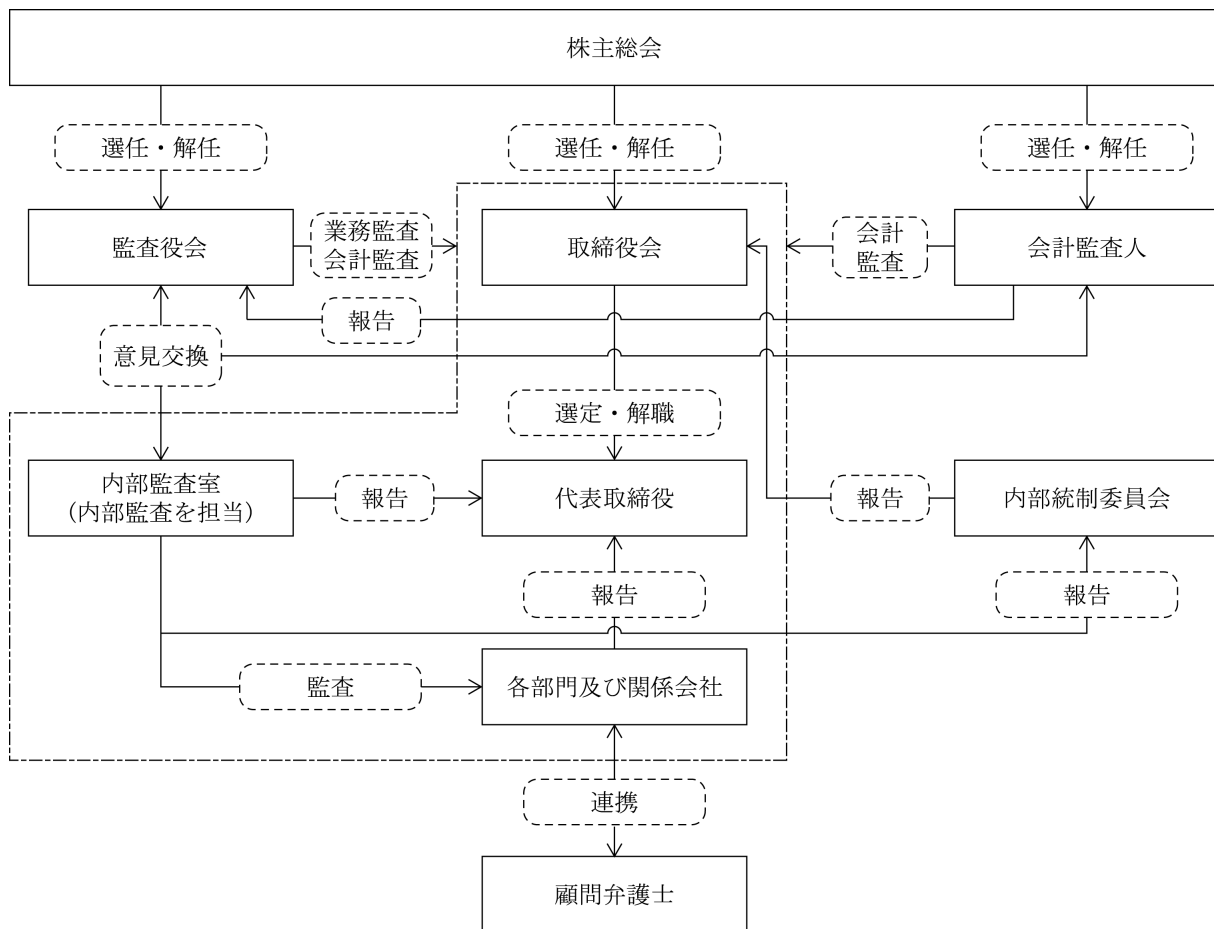 株主総会
選任・解任
選任・解任
選任・解任
監査役会
業務監査
会計監査
取締役会
会計
監査
会計監査人
報告
意見交換
選定・解職
内部監査室
(内部監査を担当)
報告
代表取締役
報告
内部統制委員会
報告
報告
監査
各部門及び関係会社
連携
顧問弁護士